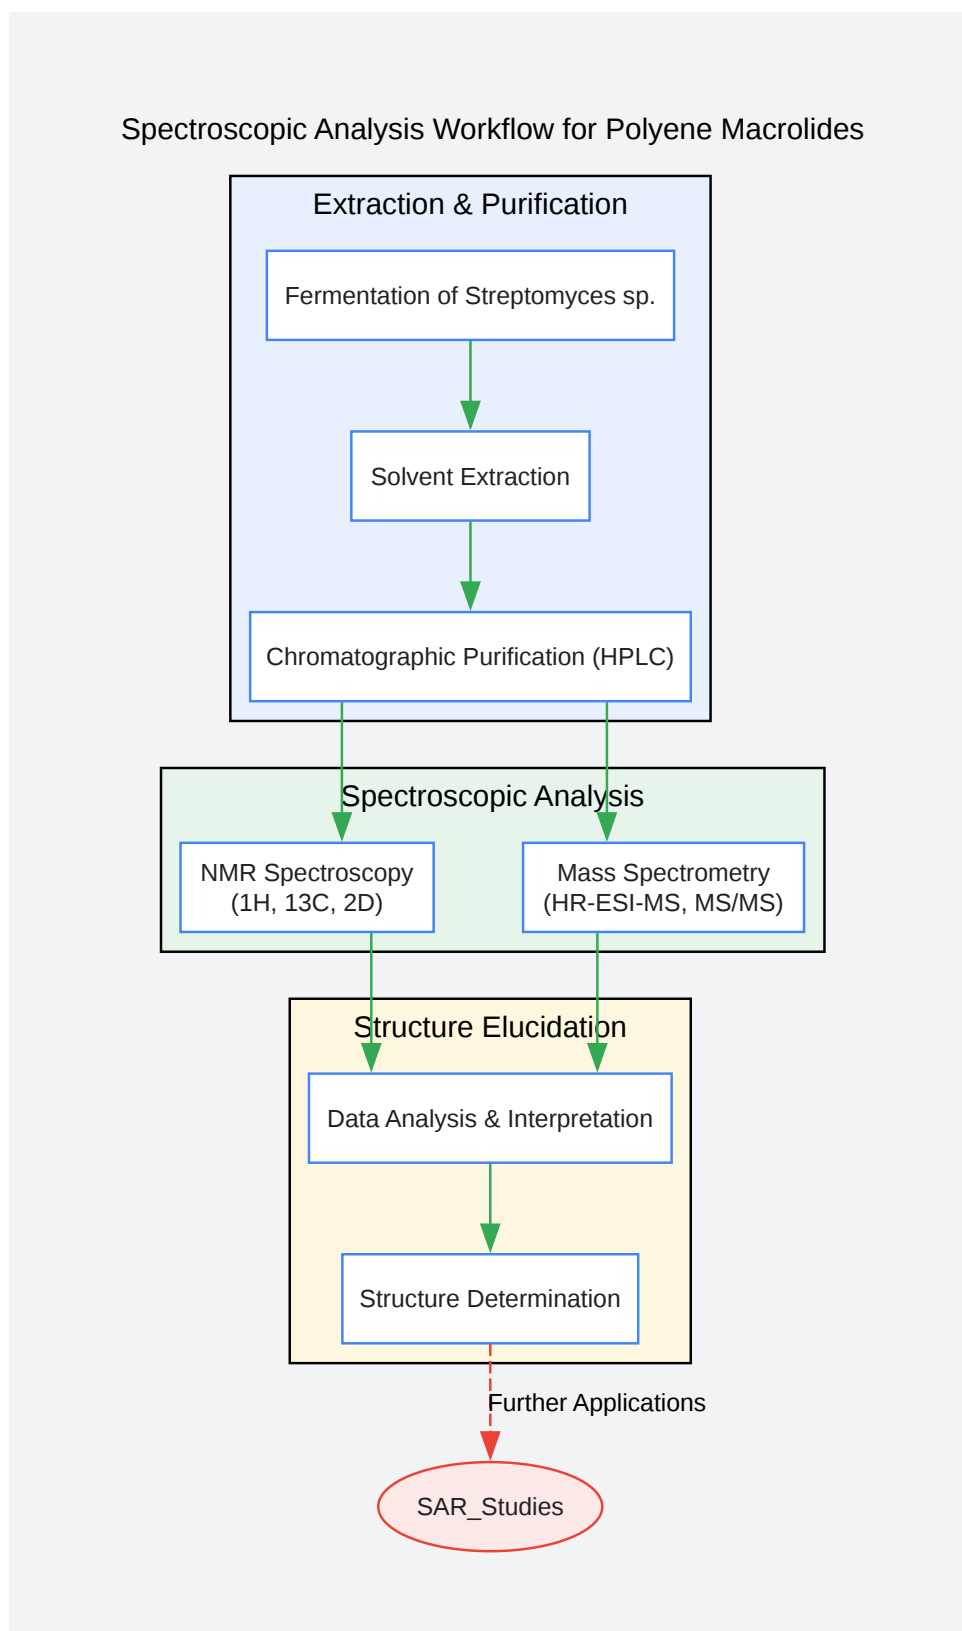 Spectroscopic Analysis Workflow for Polyene Macrolides
Extraction & Purification
Fermentation of Streptomyces sp.
Solvent Extraction
Chromatographic Purification (HPLC)
Spectroscopic Analysis
NMR Spectroscopy
(1H, 13C, 2D)
Mass Spectrometry
(HR-ESI-MS, MS/MS)
Structure Elucidation
Data Analysis & Interpretation
Structure Determination
Further Applications
SAR_Studies